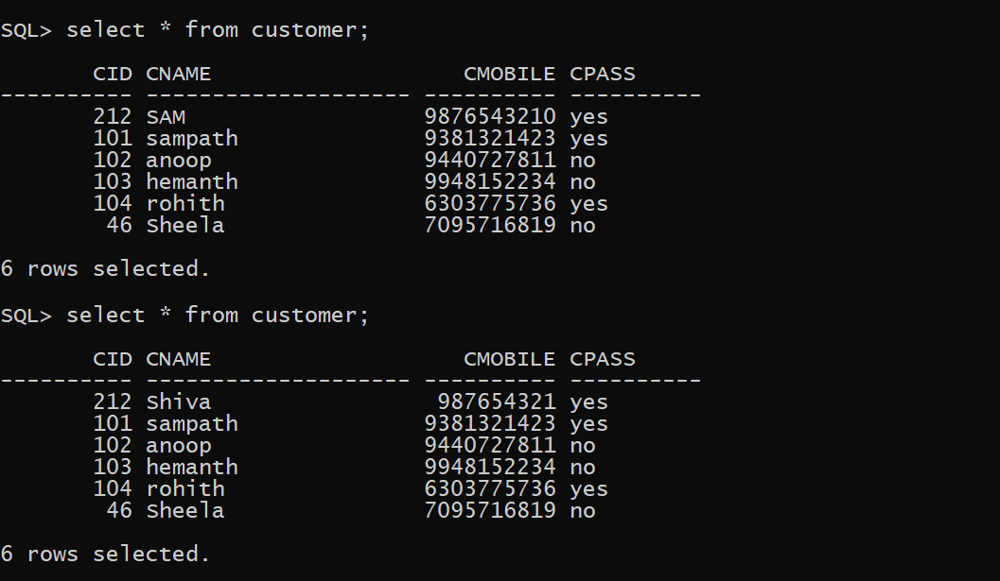 SQL> select * from customer;
       CID CNAME                   CMOBILE CPASS
---------- -------------------- ---------- ----------
       212 SAM                  9876543210 yes
       101 sampath              9381321423 yes
       102 anoop                9440727811 no
       103 hemanth              9948152234 no
       104 rohith               6303775736 yes
        46 Sheela               7095716819 no
6 rows selected.
SQL> select * from customer;
       CID CNAME                   CMOBILE CPASS
---------- -------------------- ---------- ----------
       212 Shiva                 987654321 yes
       101 sampath              9381321423 yes
       102 anoop                9440727811 no
       103 hemanth              9948152234 no
       104 rohith               6303775736 yes
        46 Sheela               7095716819 no
6 rows selected.